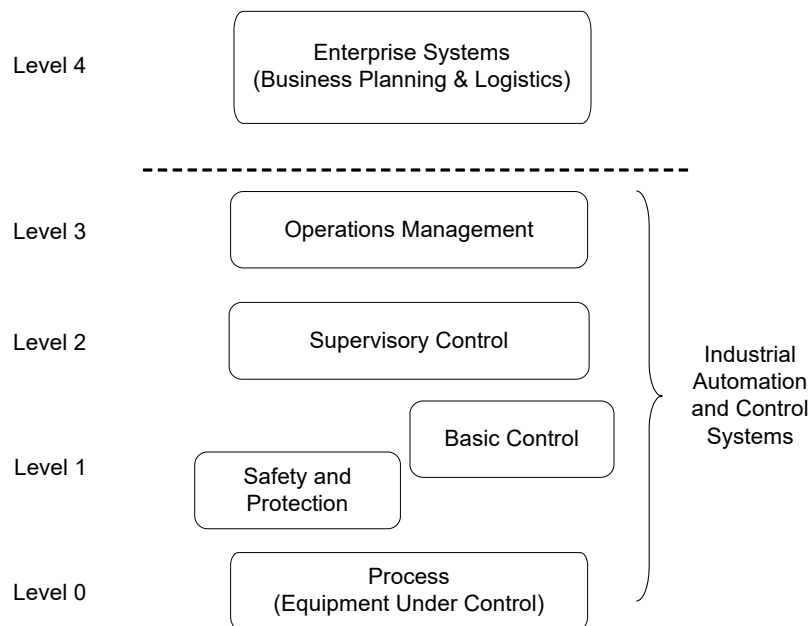 Level 4
Enterprise Systems
(Business Planning & Logistics)
Level 3
Operations Management
Level 2
Supervisory Control
Industrial
Automation
and Control
Systems
Basic Control
Level 1
Safety and
Protection
Level 0
Process
(Equipment Under Control)